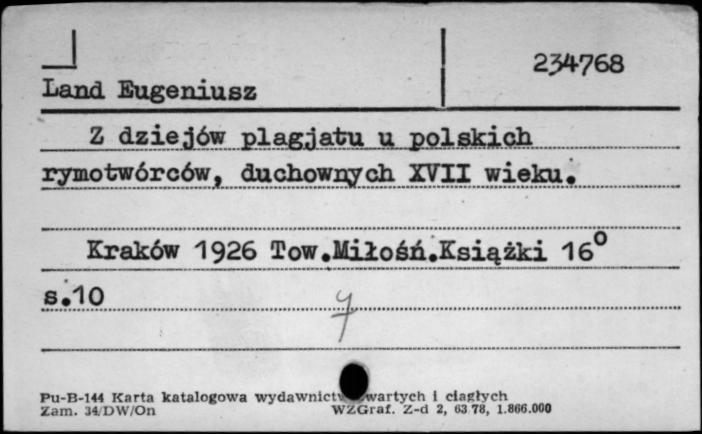 234768
Land Eugeniusz
Z dziejów plagjatu u polskich
rymotwórców, duchownych XVII wieku.
Kraków 1926 Tow.Miłośń.Książki 16°
s.10
Pu-B-144 Karta katalogowa wydawnictw zwartych i ciągłych
Zam. 34/DW/On WZGraf. Z-d 2, 63.78, 1.866.000